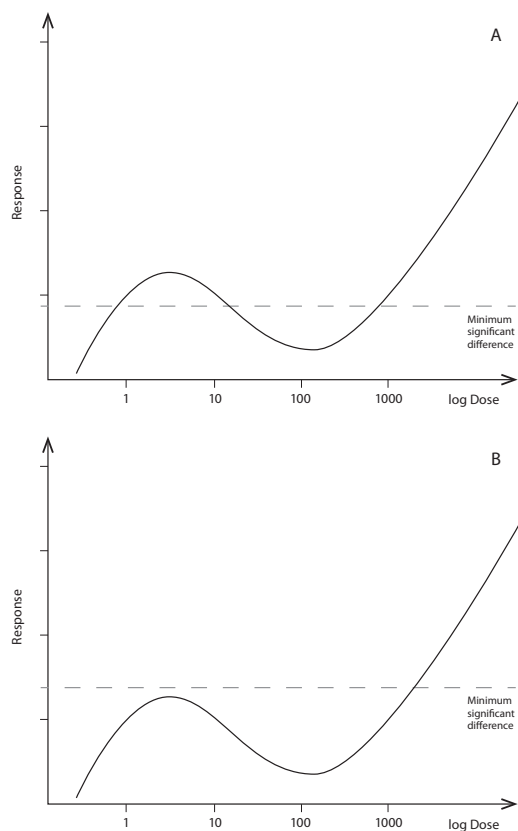 A
Response
Minimum
significant
difference
1
10
100
1000
log Dose
B
Response
Minimum
significant
difference
1
10
100
1000
log Dose